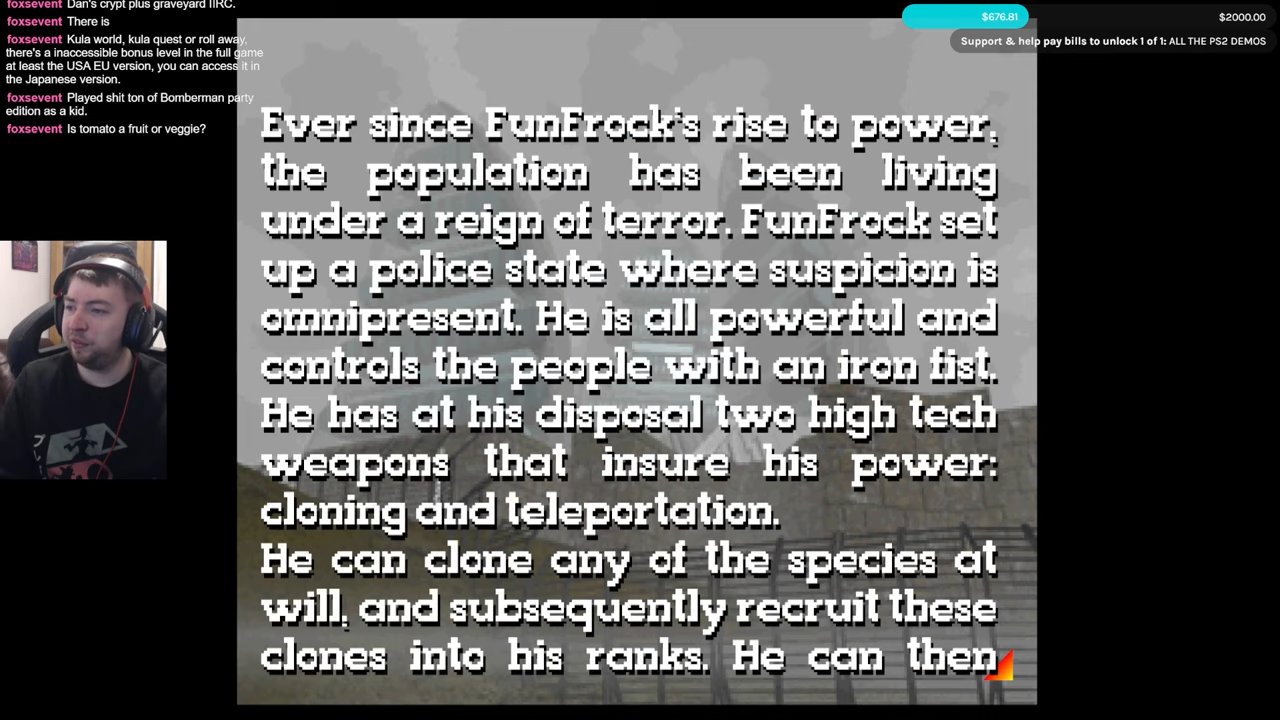 foxsevent Dan's crypt plus graveyard IIRC.
foxsevent There is
foxsevent Kula world, kula quest or roll away,
there's a inaccessible bonus level in the full game
at least the USA EU version, you can access it in
the Japanese version.
foxsevent Played shit ton of Bomberman party
edition as a kid.
foxsevent Is tomato a fruit or veggie?
$676.81
$2000.00
Support & help pay bills to unlock 1 of 1: ALL THE PS2 DEMOS
Ever since FunFrock's rise to power,
the population has been living
under a reign of terror. FunFrock set
up a police state where suspicion is
omnipresent. He is all powerful and
controls the people with an iron fist.
He has at his disposal two high tech
weapons that insure his power:
cloning and teleportation.
He can clone any of the species at
will, and subsequently recruit these
clones into his ranks. He can then